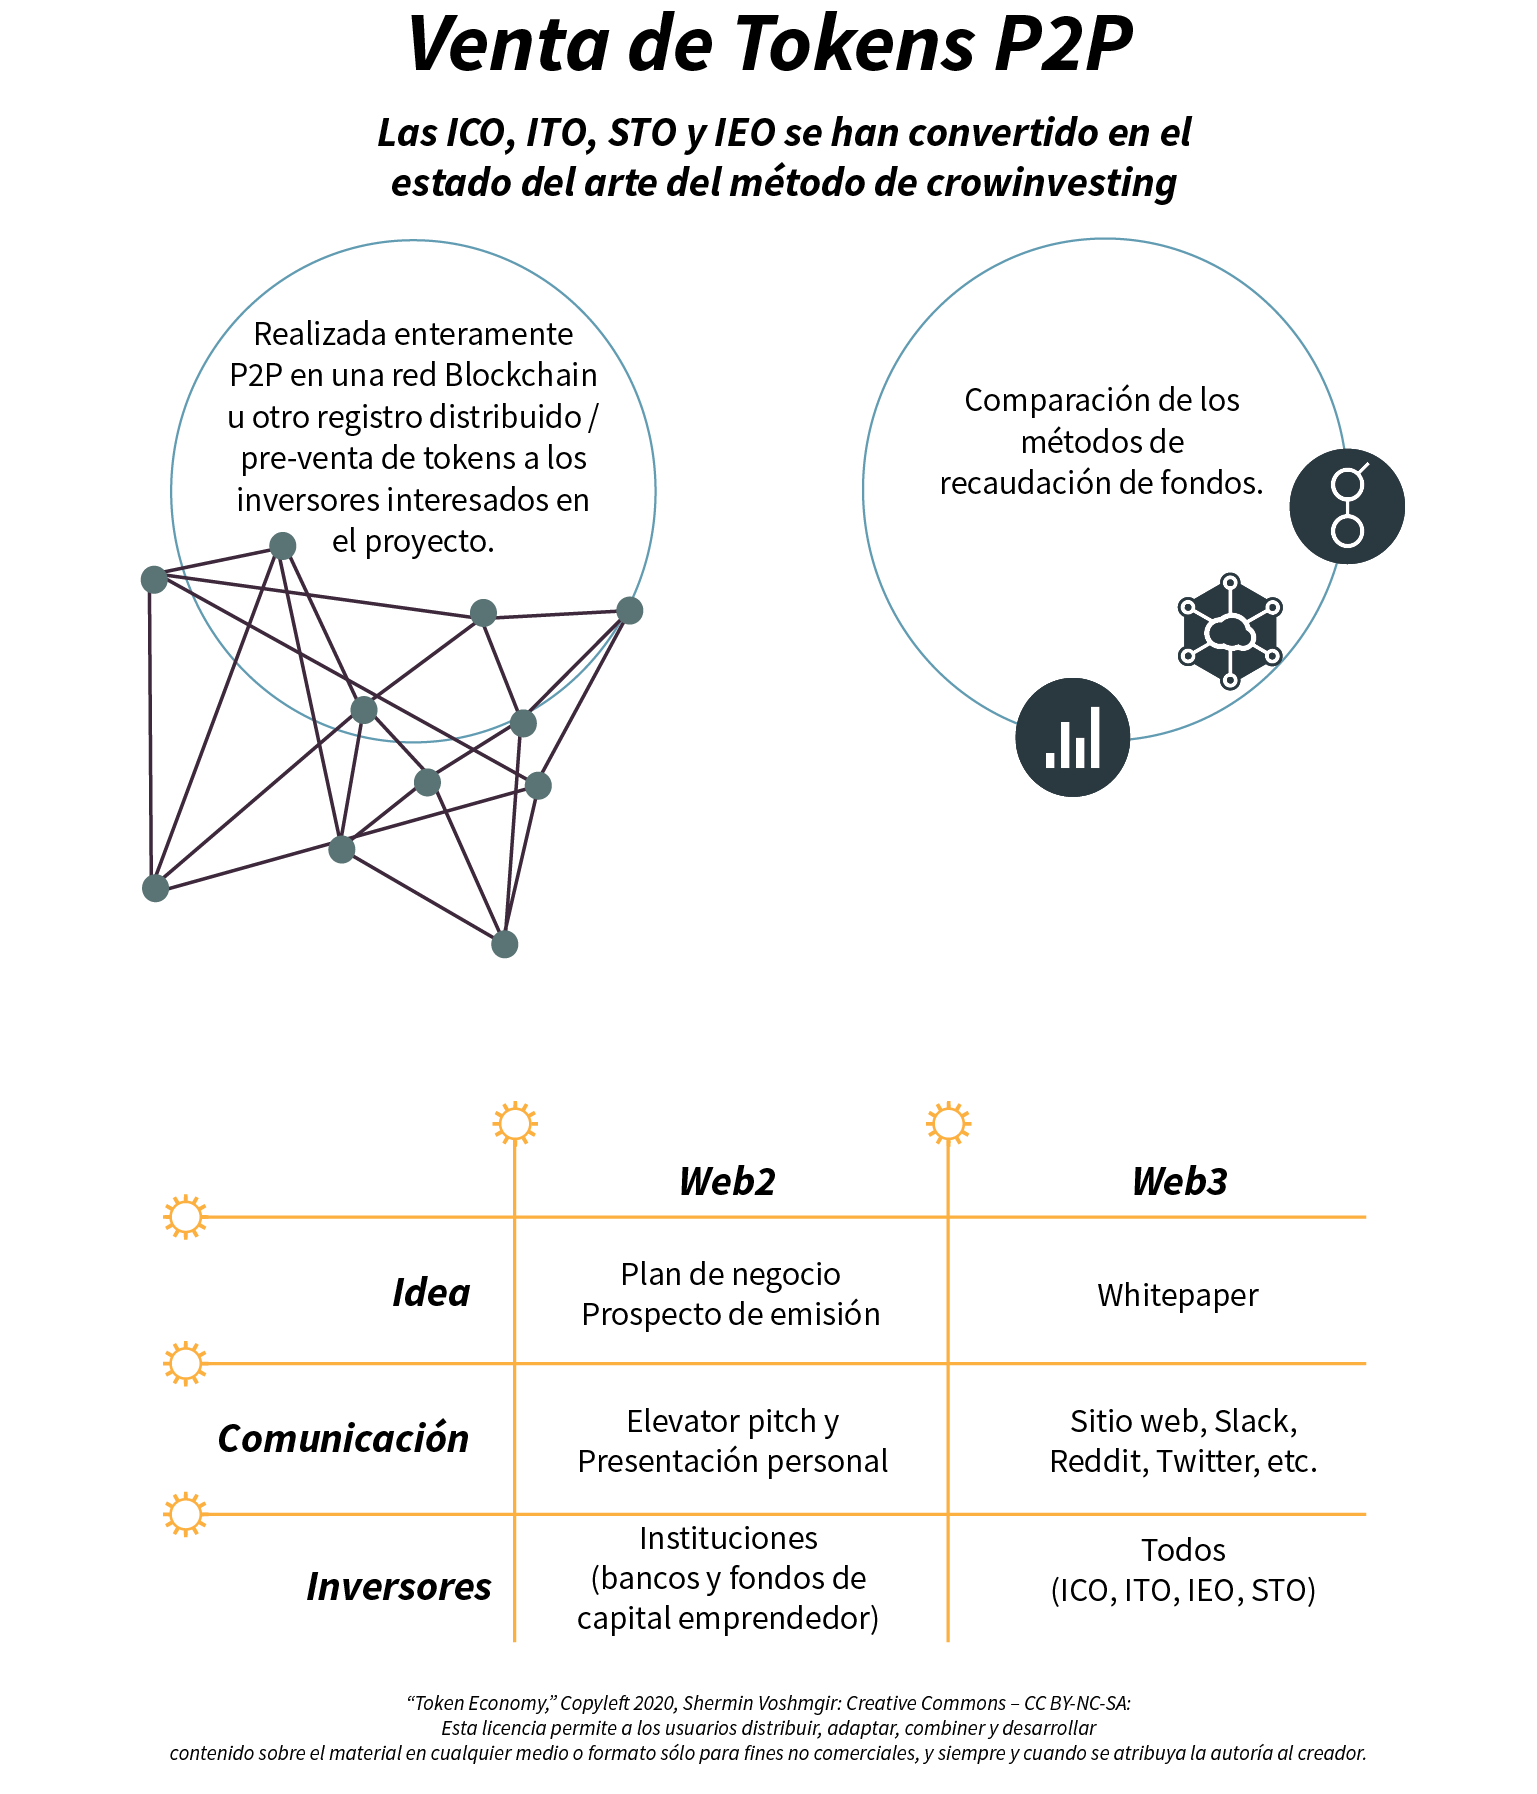 Venta de Tokens P2P
Las ICO, ITO, STO y IEO se han convertido en el
estado del arte del método de crowinvesting
Realizada enteramente
P2P en una red Blockchain
u otro registro distribuido /
pre-venta de tokens a los
inversores interesados en
el proyecto.
Comparación de los
métodos de
recaudación de fondos.
Web2
Web3
Idea
Plan de negocio
Prospecto de emisión
Whitepaper
Comunicación
Elevator pitch y
Presentación personal
Sitio web, Slack,
Reddit, Twitter, etc.
Inversores
Instituciones
(bancos y fondos de
capital emprendedor)
Todos
(ICO, ITO, IEO, STO)
“Token Economy,” Copyleft 2020, Shermin Voshmgir: Creative Commons – CC BY-NC-SA:
Esta licencia permite a los usuarios distribuir, adaptar, combiner y desarrollar
contenido sobre el material en cualquier medio o formato sólo para fines no comerciales, y siempre y cuando se atribuya la autoría al creador.